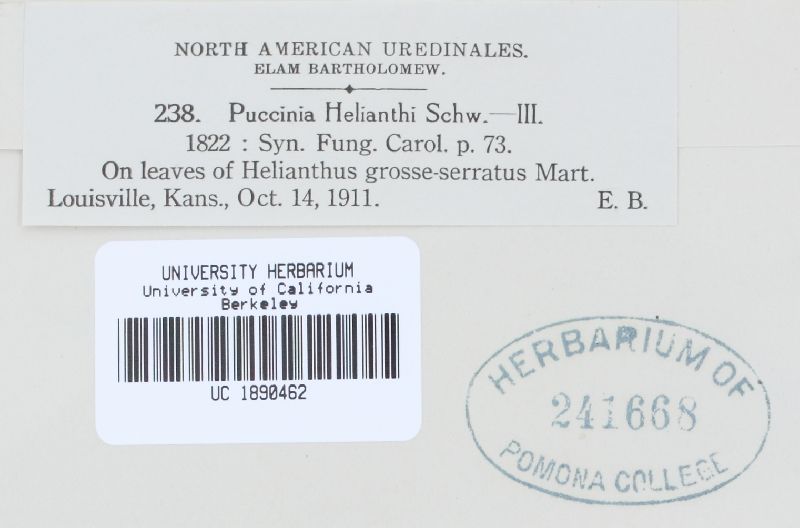 NORTH AMERICAN UREDINALES.
ELAM BARTHOLOMEW.
238. Puccinia Helianthi Schw.—III.
1822 : Syn. Fung. Carol. p. 73.
On leaves of Helianthus grosse-serratus Mart.
Louisville, Kans., Oct. 14, 1911. E. B.
UNIVERSITY HERBARIUM
University of California
Berkeley
UC 1890462
HERBARIUM OF
241668
POMONA COLLEGE